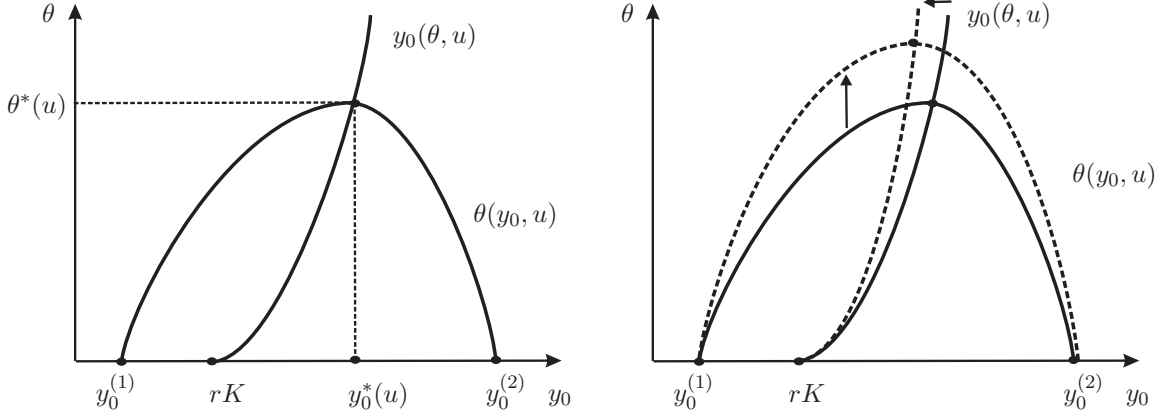 θ
y₀(θ, u)
θ*(u)
θ(y₀, u)
y₀⁽¹⁾ rK y₀*(u) y₀⁽²⁾ y₀
θ
y₀(θ, u)
θ(y₀, u)
y₀⁽¹⁾ rK y₀⁽²⁾ y₀